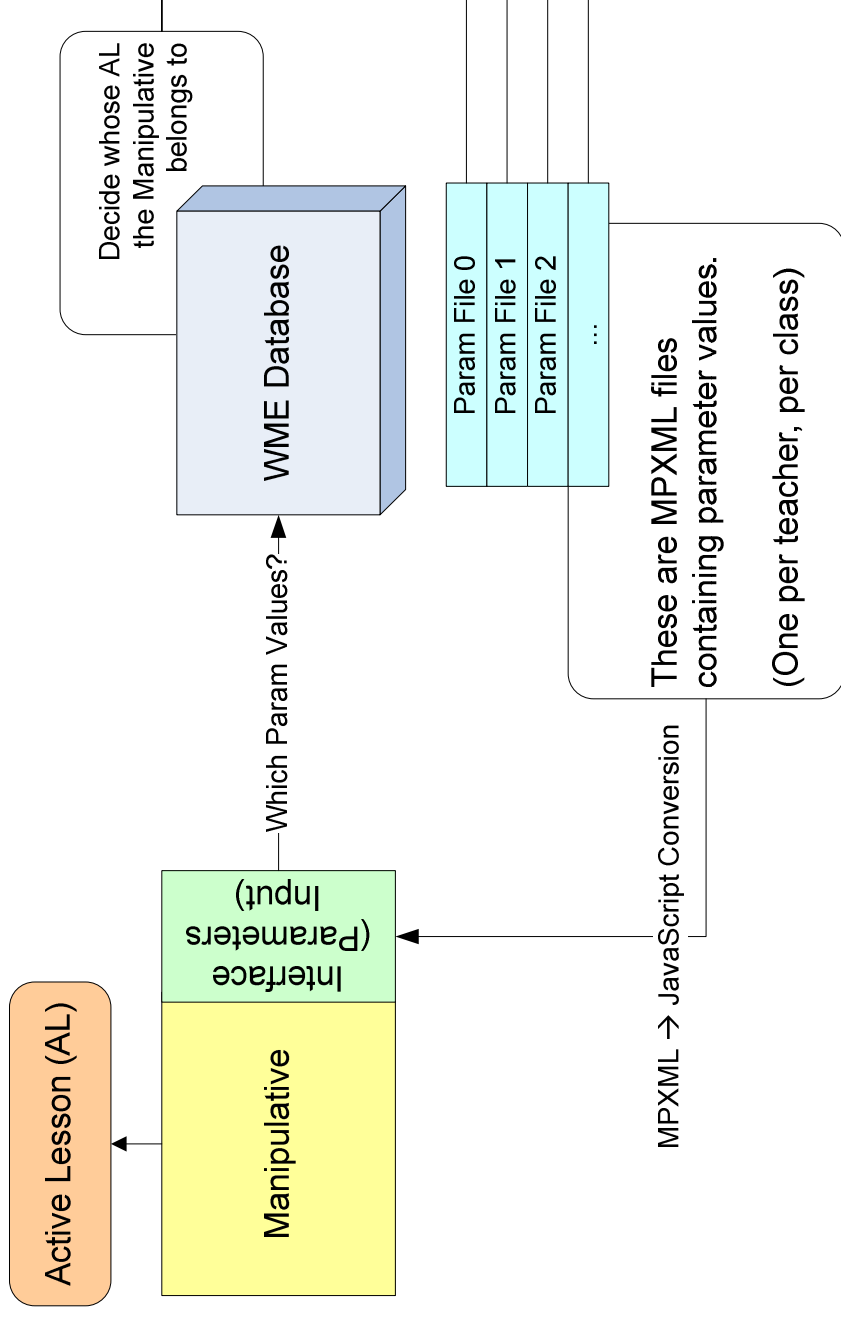 Active Lesson (AL)
Manipulative
Interface
(Parameters
Input)
Which Param Values?
WME Database
Decide whose AL
the Manipulative
belongs to
Param File 0
Param File 1
Param File 2
...
These are MPXML files
containing parameter values.
(One per teacher, per class)
MPXML → JavaScript Conversion